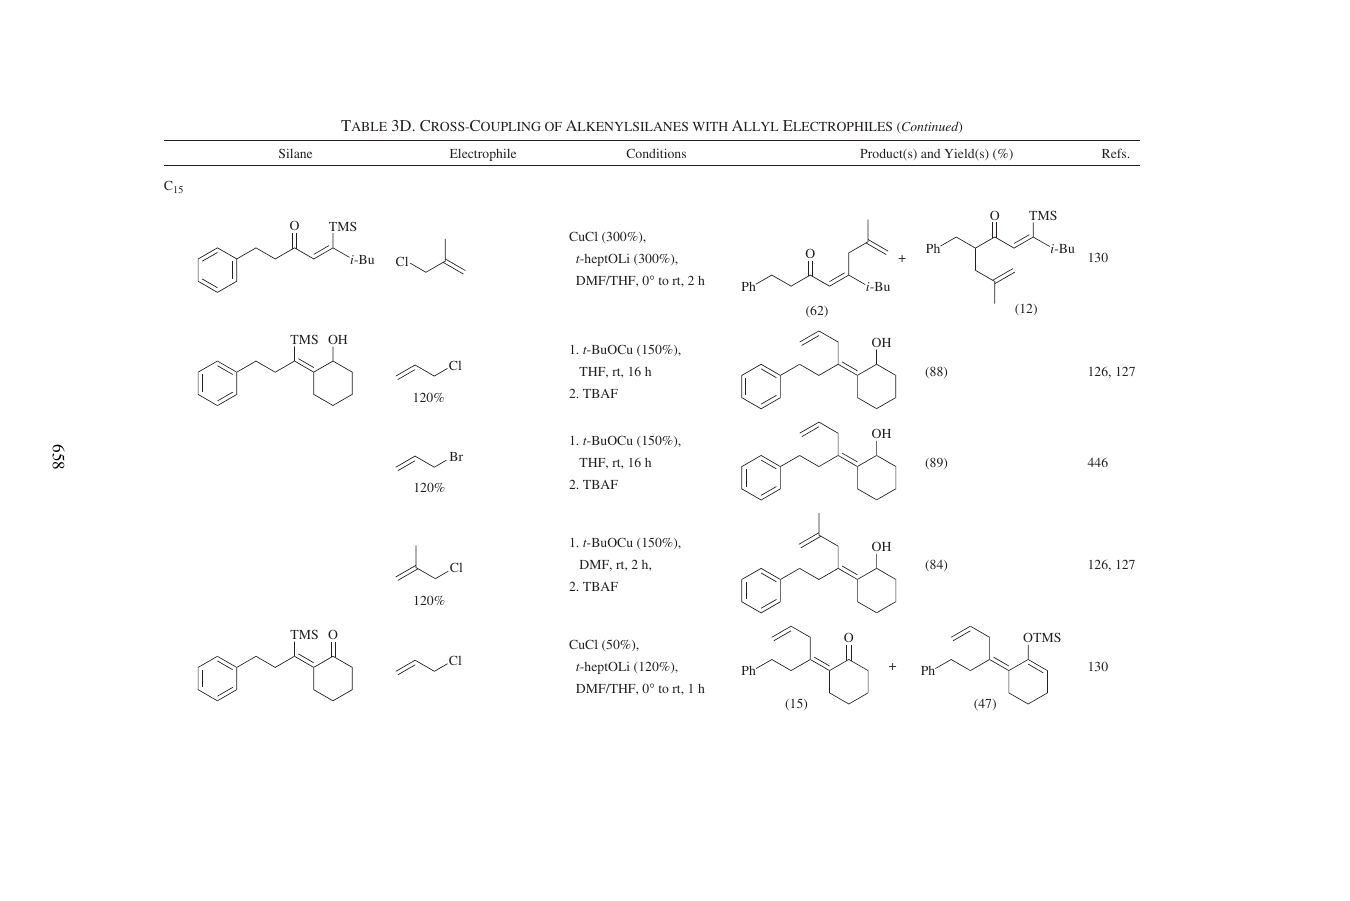 TABLE 3D. CROSS-COUPLING OF ALKENYLSILANES WITH ALLYL ELECTROPHILES (Continued)
Silane Electrophile Conditions Product(s) and Yield(s) (%) Refs.
C15
O TMS
i-Bu
Cl
CuCl (300%),
t-heptOLi (300%),
DMF/THF, 0° to rt, 2 h
O
Ph
i-Bu
(62)
+
O TMS
Ph
i-Bu
(12)
130
TMS OH
Cl
120%
1. t-BuOCu (150%),
THF, rt, 16 h
2. TBAF
OH
(88)
126, 127
Br
120%
1. t-BuOCu (150%),
THF, rt, 16 h
2. TBAF
OH
(89)
446
Cl
120%
1. t-BuOCu (150%),
DMF, rt, 2 h,
2. TBAF
OH
(84)
126, 127
TMS O
Cl
CuCl (50%),
t-heptOLi (120%),
DMF/THF, 0° to rt, 1 h
O
Ph
(15)
+
OTMS
Ph
(47)
130
658